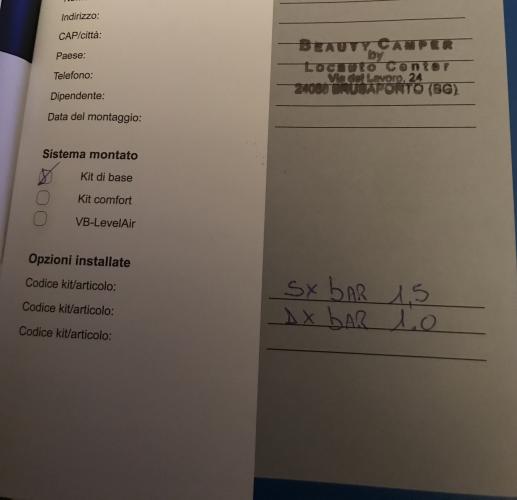 Indirizzo:
CAP/città:
Paese:
Telefono:
Dipendente:
Data del montaggio:
BEAUTY CAMPER
by
Locauto Center
Via del Lavoro, 24
24060 BRUSAPORTO (BG)
Sistema montato
Kit di base
Kit comfort
VB-LevelAir
Opzioni installate
Codice kit/articolo:
Codice kit/articolo:
Codice kit/articolo:
SX bAR 1,5
DX bAR 1.0